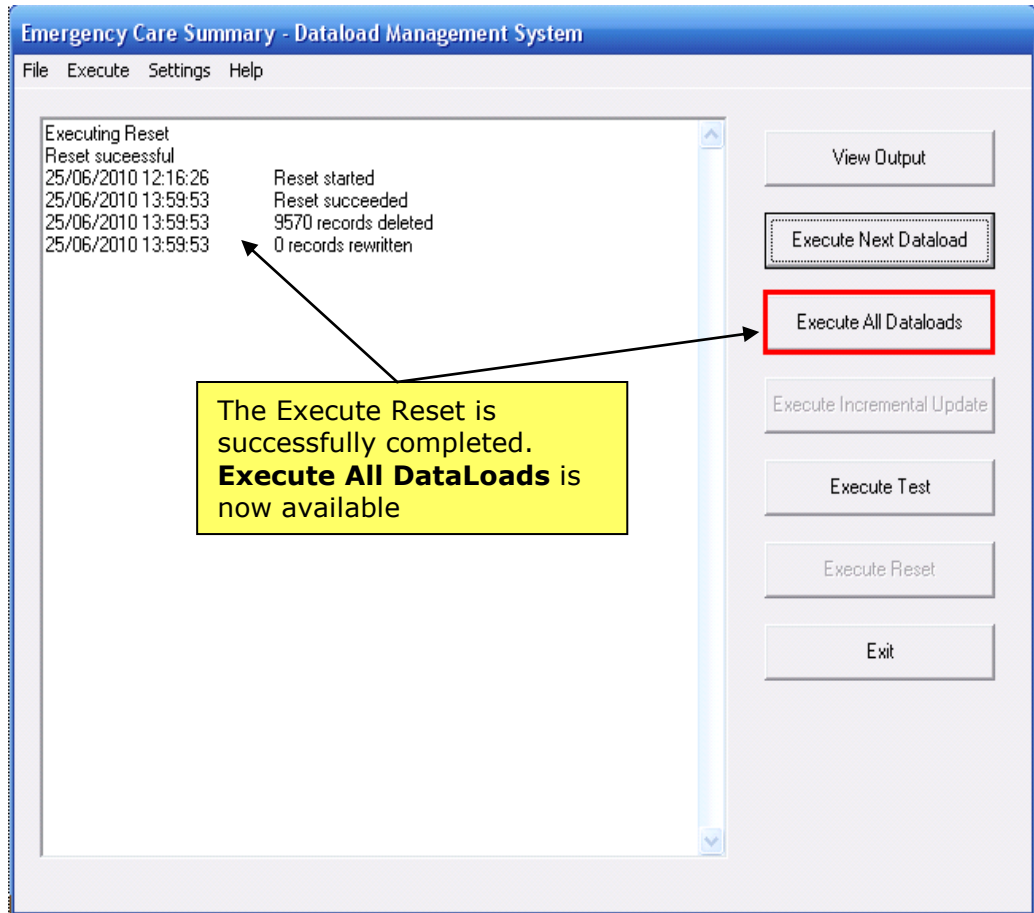 Emergency Care Summary - Dataload Management System
File Execute Settings Help
Executing Reset
Reset suceessful
25/06/2010 12:16:26 Reset started
25/06/2010 13:59:53 Reset succeeded
25/06/2010 13:59:53 9570 records deleted
25/06/2010 13:59:53 0 records rewritten
View Output
Execute Next Dataload
Execute All Dataloads
The Execute Reset is
successfully completed.
Execute All DataLoads is
now available
Execute Incremental Update
Execute Test
Execute Reset
Exit